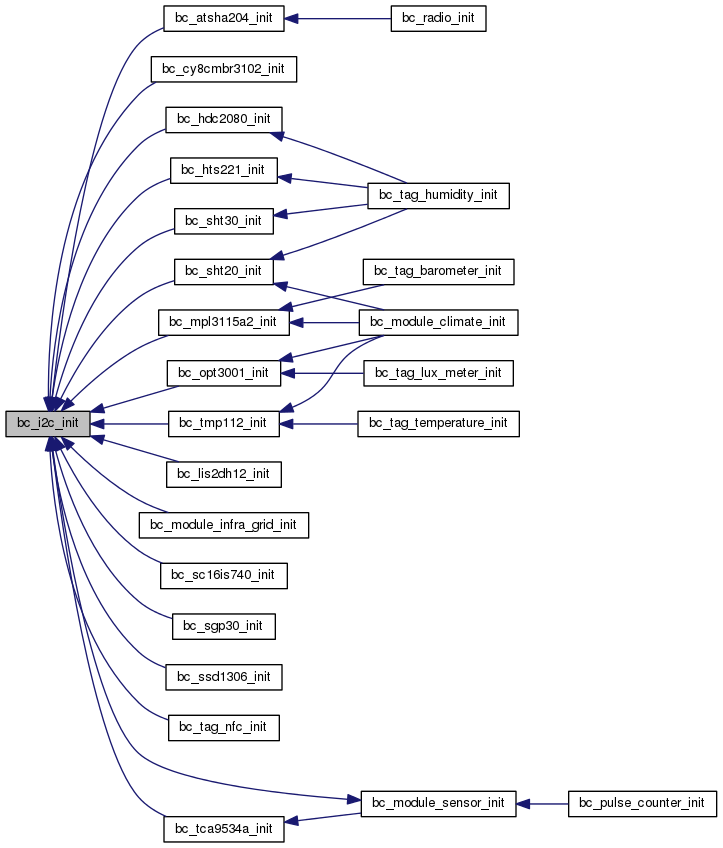 bc_atsha204_init
bc_radio_init
bc_cy8cmbr3102_init
bc_hdc2080_init
bc_hts221_init
bc_tag_humidity_init
bc_sht30_init
bc_sht20_init
bc_tag_barometer_init
bc_mpl3115a2_init
bc_module_climate_init
bc_opt3001_init
bc_tag_lux_meter_init
bc_i2c_init
bc_tmp112_init
bc_tag_temperature_init
bc_lis2dh12_init
bc_module_infra_grid_init
bc_sc16is740_init
bc_sgp30_init
bc_ssd1306_init
bc_tag_nfc_init
bc_module_sensor_init
bc_pulse_counter_init
bc_tca9534a_init